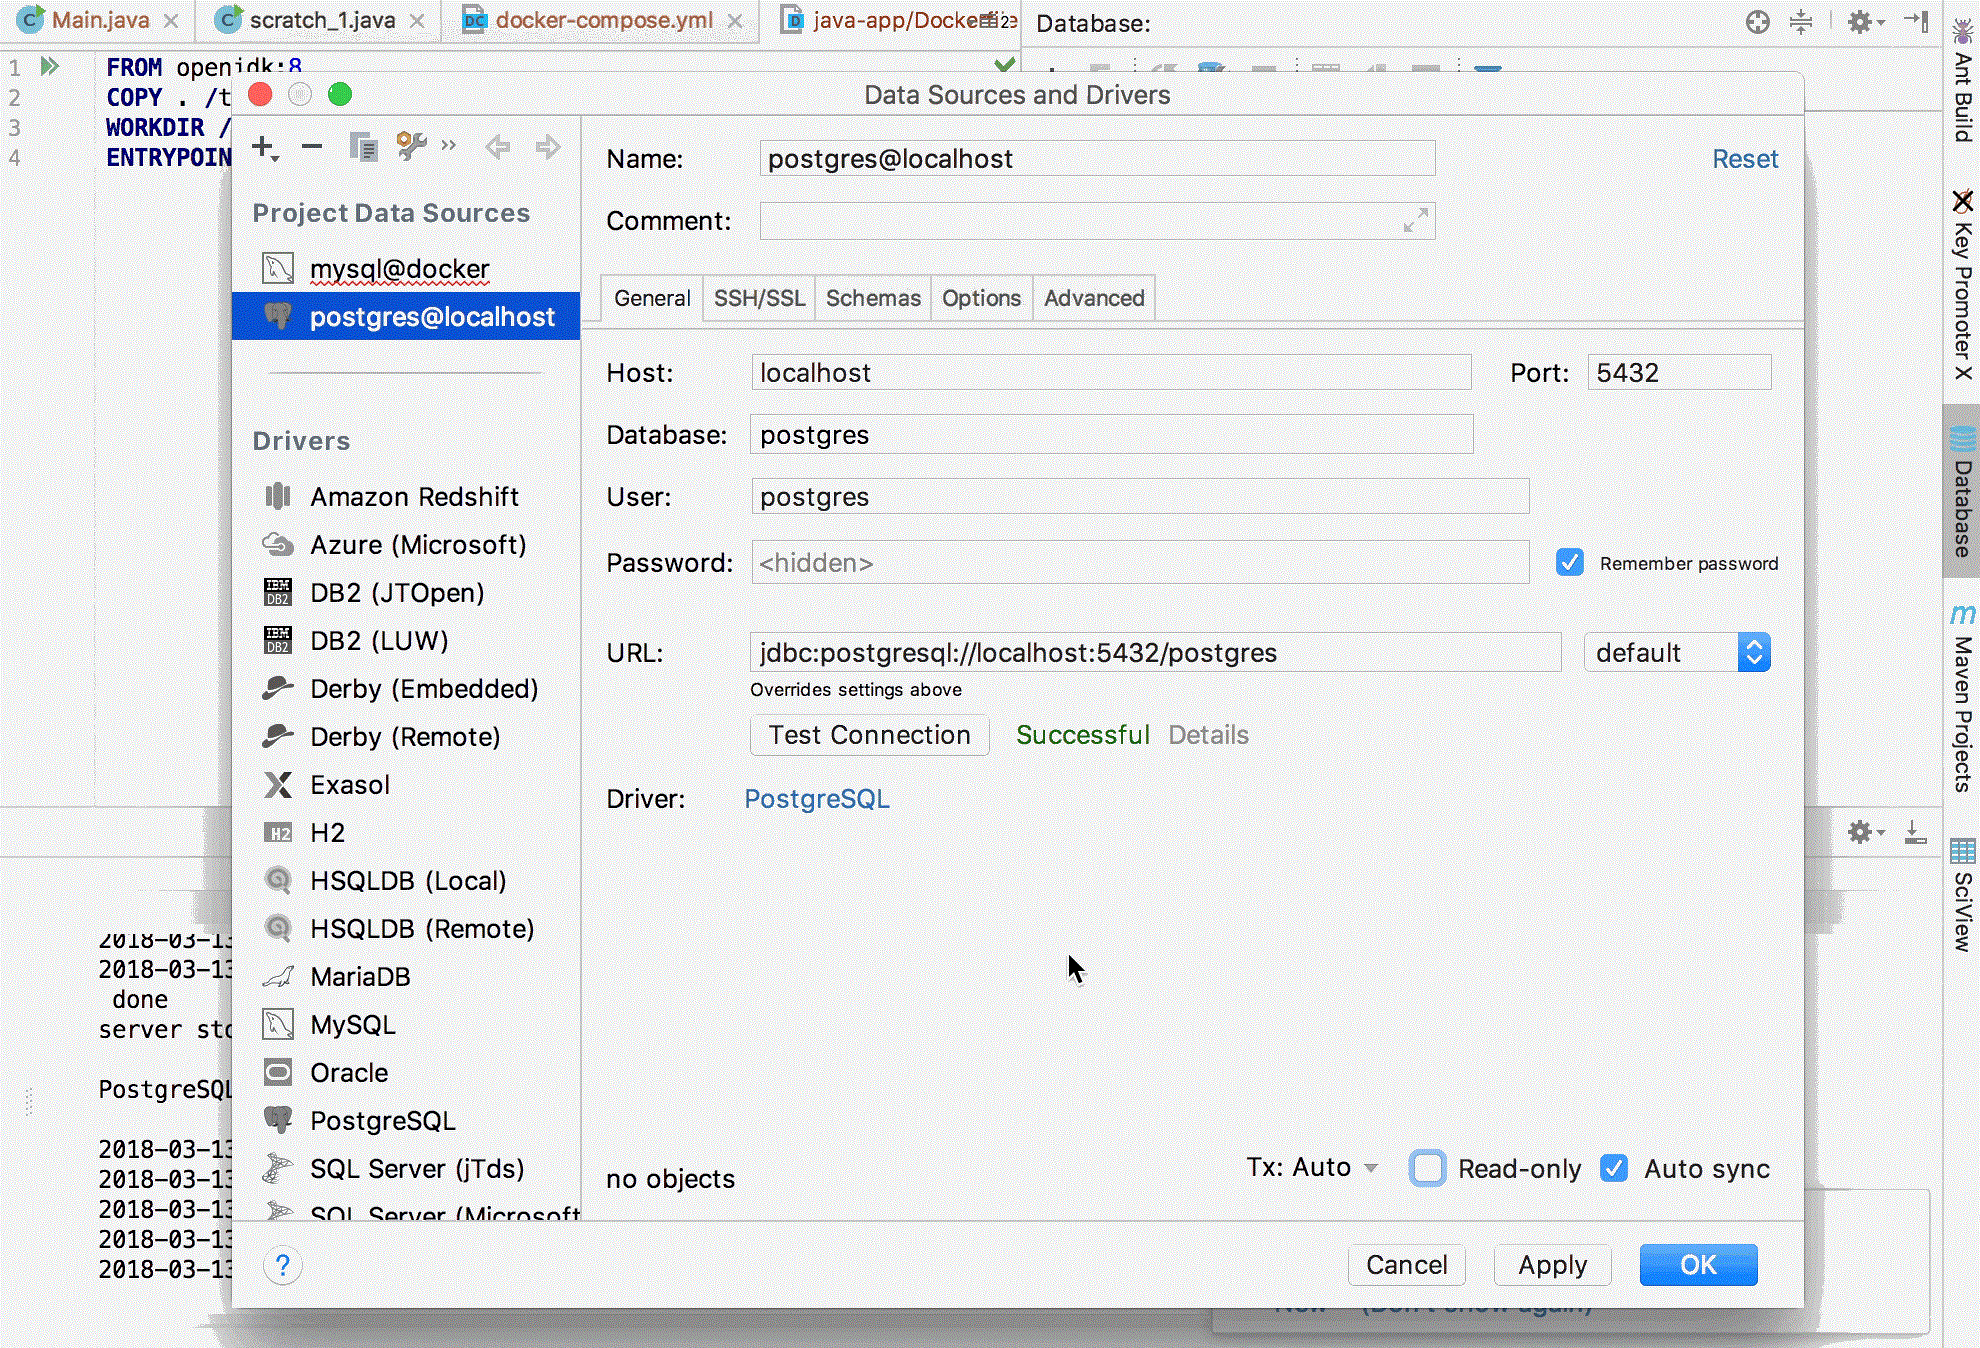 Main.java
scratch_1.java
docker-compose.yml
java-app/Docke
Database:
1 FROM openjdk:8
2 COPY . /t
3 WORKDIR /
4 ENTRYPOIN
Data Sources and Drivers
Project Data Sources
mysql@docker
postgres@localhost
Drivers
Amazon Redshift
Azure (Microsoft)
DB2 (JTOpen)
DB2 (LUW)
Derby (Embedded)
Derby (Remote)
Exasol
H2
HSQLDB (Local)
HSQLDB (Remote)
MariaDB
MySQL
Oracle
PostgreSQL
SQL Server (jTds)
SQL Server (Microsoft
Name: postgres@localhost
Reset
Comment:
General SSH/SSL Schemas Options Advanced
Host: localhost Port: 5432
Database: postgres
User: postgres
Password: <hidden> Remember password
URL: jdbc:postgresql://localhost:5432/postgres default
Overrides settings above
Test Connection Successful Details
Driver: PostgreSQL
no objects
Tx: Auto Read-only Auto sync
?
Cancel Apply OK
2018-03-13
2018-03-13
done
server sto
PostgreSQL
2018-03-13
2018-03-13
2018-03-13
2018-03-13
2018-03-13
(Don't show again)
Ant Build
Key Promoter X
Database
Maven Projects
SciView